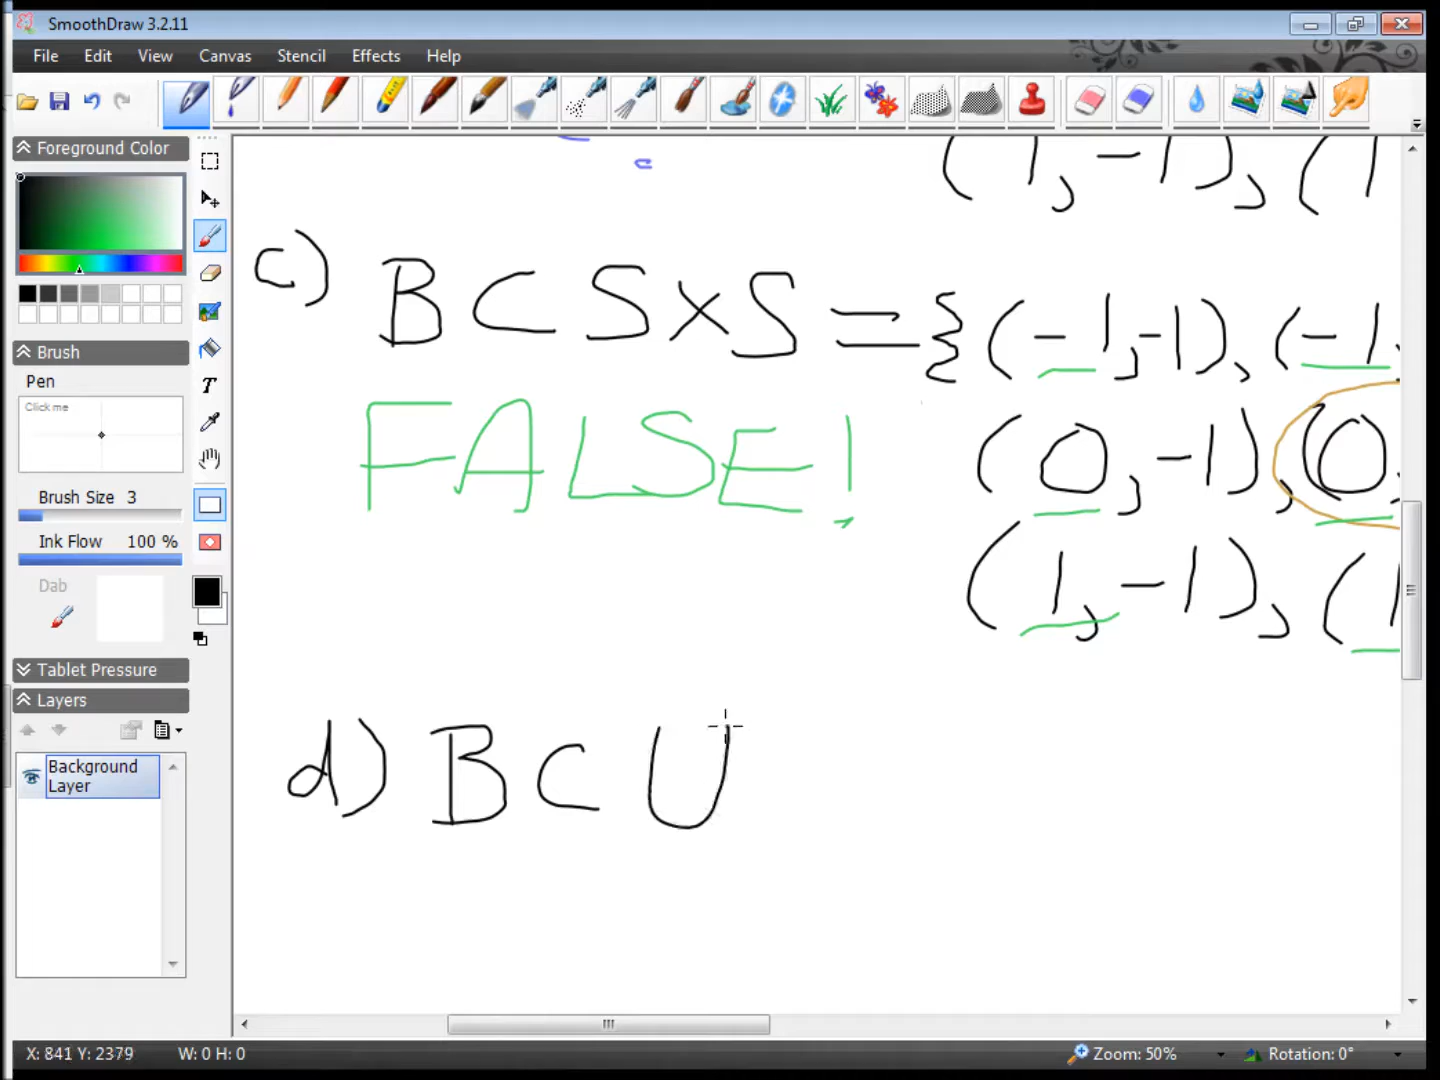 SmoothDraw 3.2.11
File Edit View Canvas Stencil Effects Help
Foreground Color
Brush
Pen
Click me
Brush Size 3
Ink Flow 100 %
Dab
Tablet Pressure
Layers
Background
Layer
(1,-1), (1
c) B ⊂ S×S = {(-1,-1), (-1,
FALSE!
(0,-1), (0,
(1,-1), (1
d) B ⊂ U
X: 841 Y: 2379 W: 0 H: 0 Zoom: 50% Rotation: 0°